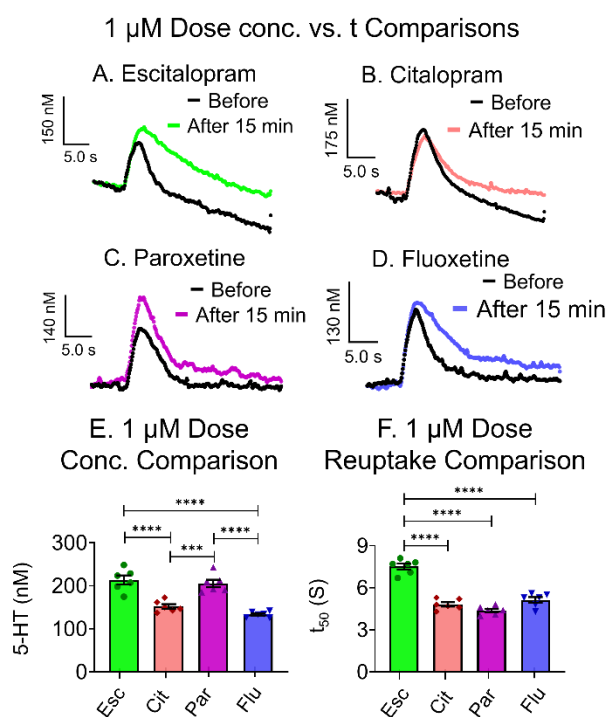 1 µM Dose conc. vs. t Comparisons
A. Escitalopram
Before
After 15 min
150 nM
5.0 s
B. Citalopram
Before
After 15 min
175 nM
5.0 s
C. Paroxetine
Before
After 15 min
140 nM
5.0 s
D. Fluoxetine
Before
After 15 min
130 nM
5.0 s
E. 1 µM Dose
Conc. Comparison
****
**** *** ****
5-HT (nM)
300
200
100
0
Esc Cit Par Flu
F. 1 µM Dose
Reuptake Comparison
****
****
****
t50 (S)
9
6
3
0
Esc Cit Par Flu